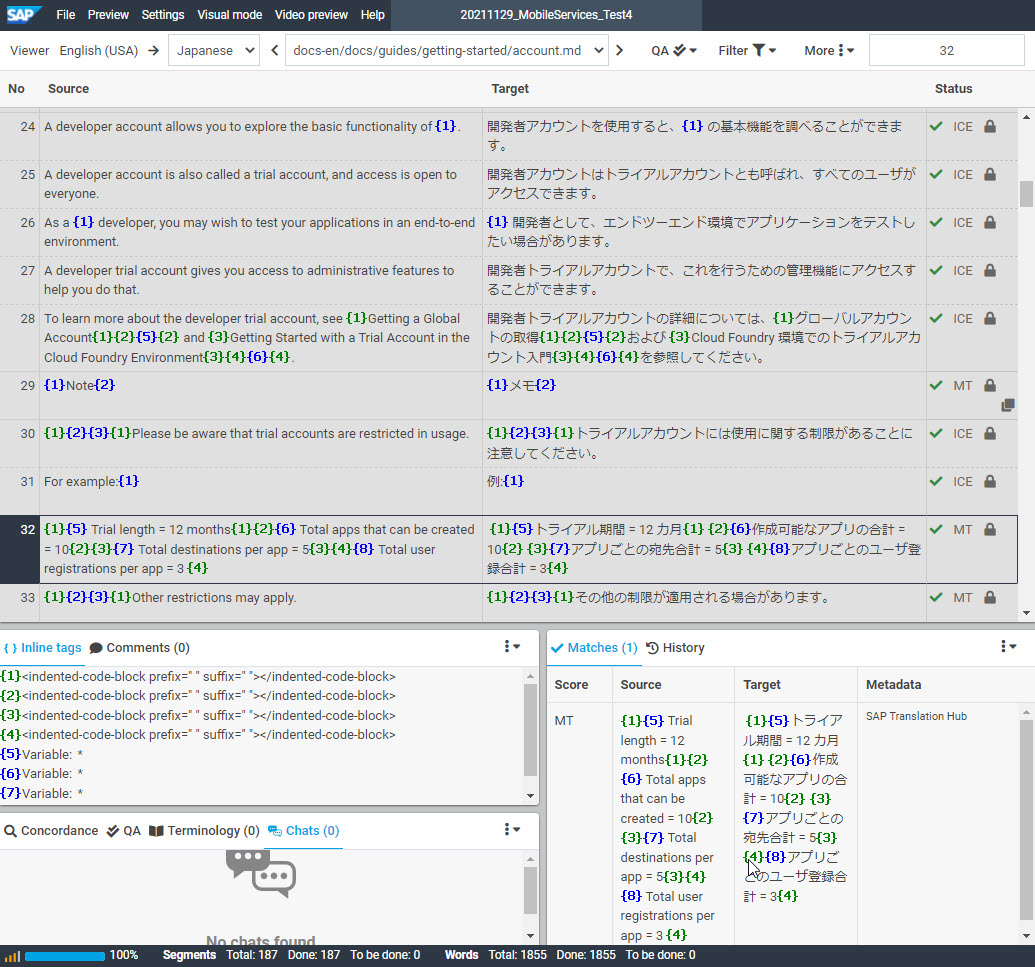 SAP File Preview Settings Visual mode Video preview Help 20211129_MobileServices_Test4
Viewer English (USA) → Japanese docs-en/docs/guides/getting-started/account.md QA Filter More 32
No Source Target Status
24 A developer account allows you to explore the basic functionality of {1}. 開発者アカウントを使用すると、{1} の基本機能を調べることができま ICE
す。
25 A developer account is also called a trial account, and access is open to 開発者アカウントはトライアルアカウントとも呼ばれ、すべてのユーザが ICE
everyone. アクセスできます。
26 As a {1} developer, you may wish to test your applications in an end-to-end {1} 開発者として、エンドツーエンド環境でアプリケーションをテストし ICE
environment. たい場合があります。
27 A developer trial account gives you access to administrative features to 開発者トライアルアカウントで、これを行うための管理機能にアクセスす ICE
help you do that. ることができます。
28 To learn more about the developer trial account, see {1}Getting a Global 開発者トライアルアカウントの詳細については、{1}グローバルアカウン ICE
Account{1}{2}{5}{2} and {3}Getting Started with a Trial Account in the トの取得{1}{2}{5}{2}および {3}Cloud Foundry 環境でのトライアルアカ
Cloud Foundry Environment{3}{4}{6}{4}. ウント入門{3}{4}{6}{4}を参照してください。
29 {1}Note{2} {1}メモ{2} MT
30 {1}{2}{3}{1}Please be aware that trial accounts are restricted in usage. {1}{2}{3}{1}トライアルアカウントには使用に関する制限があることに ICE
注意してください。
31 For example:{1} 例:{1} ICE
32 {1}{5} Trial length = 12 months{1}{2}{6} Total apps that can be created {1}{5}トライアル期間 = 12 カ月{1} {2}{6}作成可能なアプリの合計 = MT
= 10{2}{3}{7} Total destinations per app = 5{3}{4}{8} Total user 10{2} {3}{7}アプリごとの宛先合計 = 5{3} {4}{8}アプリごとのユーザ登
registrations per app = 3 {4} 録合計 = 3{4}
33 {1}{2}{3}{1}Other restrictions may apply. {1}{2}{3}{1}その他の制限が適用される場合があります。 MT
{ } Inline tags Comments (0)
{1}<indented-code-block prefix=" " suffix=" "></indented-code-block>
{2}<indented-code-block prefix=" " suffix=" "></indented-code-block>
{3}<indented-code-block prefix=" " suffix=" "></indented-code-block>
{4}<indented-code-block prefix=" " suffix=" "></indented-code-block>
{5}Variable: *
{6}Variable: *
{7}Variable: *
Concordance QA Terminology (0) Chats (0)
No chats found
Matches (1) History
Score Source Target Metadata
MT {1}{5} Trial {1}{5}トライア SAP Translation Hub
length = 12 ル期間 = 12 カ月
months{1}{2} {1} {2}{6}作成
{6} Total apps 可能なアプリの合
that can be 計 = 10{2} {3}
created = 10{2} {7}アプリごとの
{3}{7} Total 宛先合計 = 5{3}
destinations per {4}{8}アプリご
app = 5{3}{4} とのユーザ登録合
{8} Total user 計 = 3{4}
registrations per
app = 3 {4}
100% Segments Total: 187 Done: 187 To be done: 0 Words Total: 1855 Done: 1855 To be done: 0